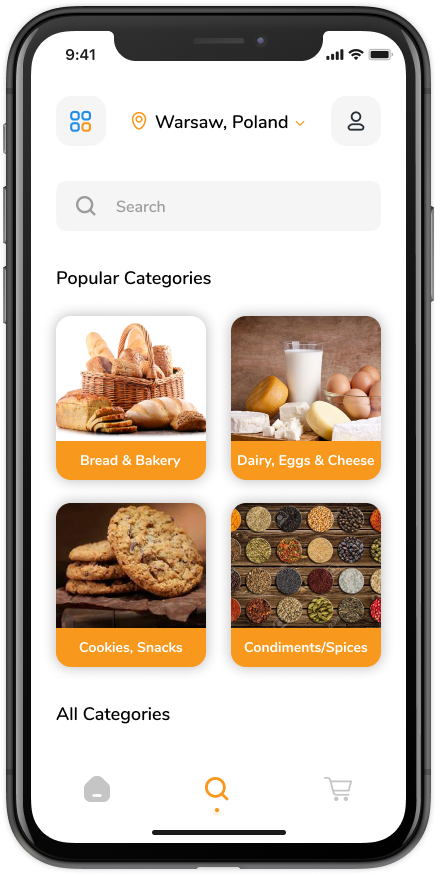 9:41
Warsaw, Poland
Search
Popular Categories
Bread & Bakery
Dairy, Eggs & Cheese
Cookies, Snacks
Condiments/Spices
All Categories